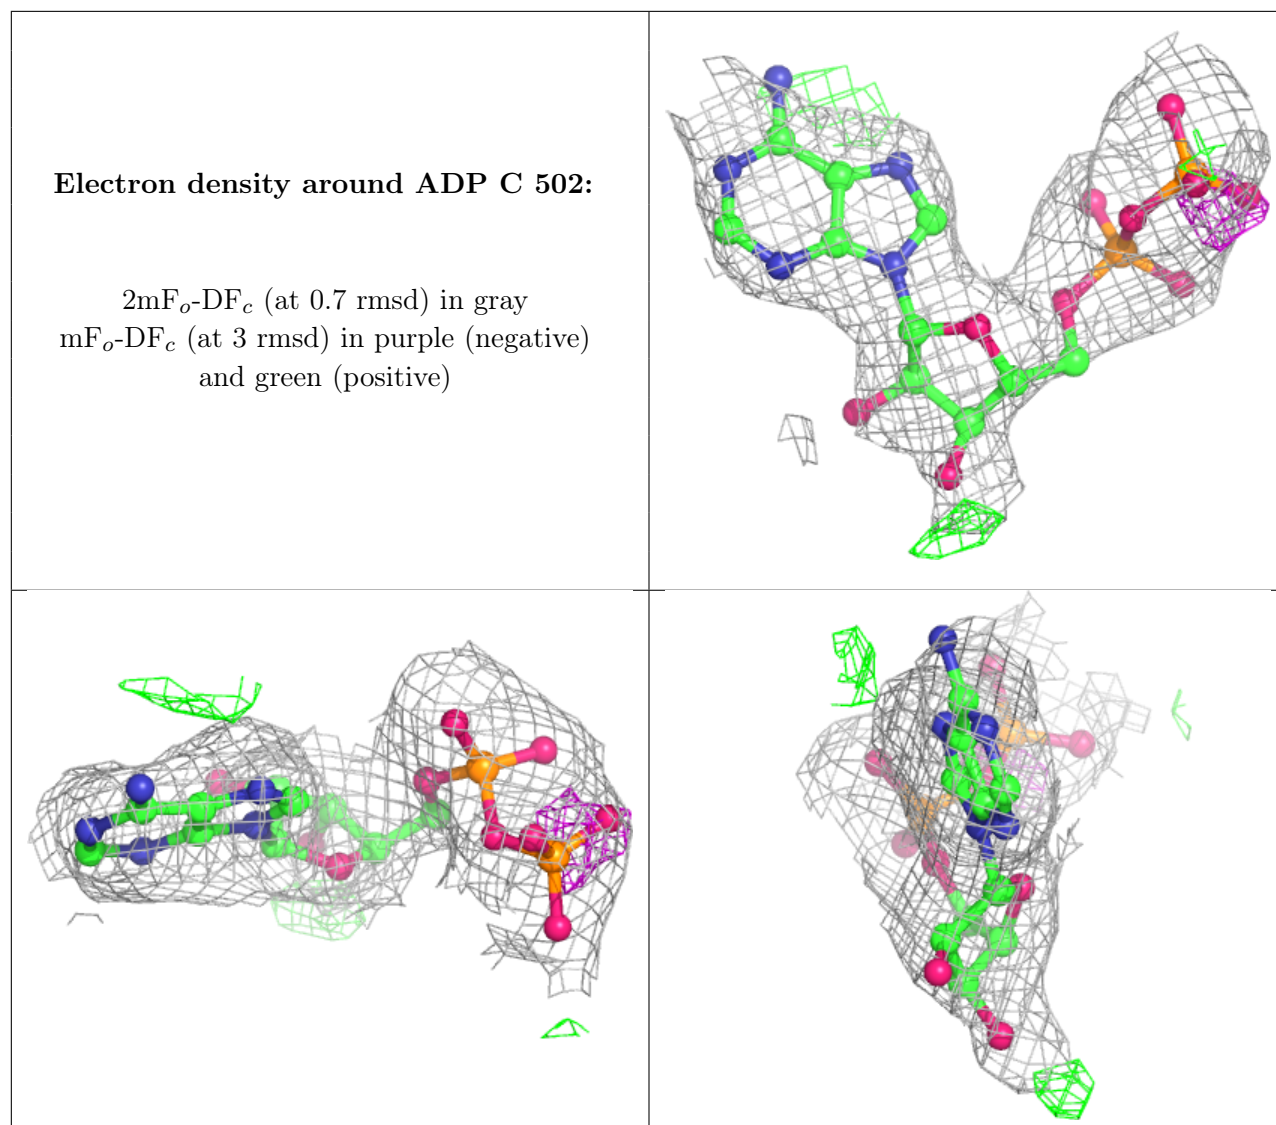 Electron density around ADP C 502:
2mFo-DFc (at 0.7 rmsd) in gray
mFo-DFc (at 3 rmsd) in purple (negative)
and green (positive)